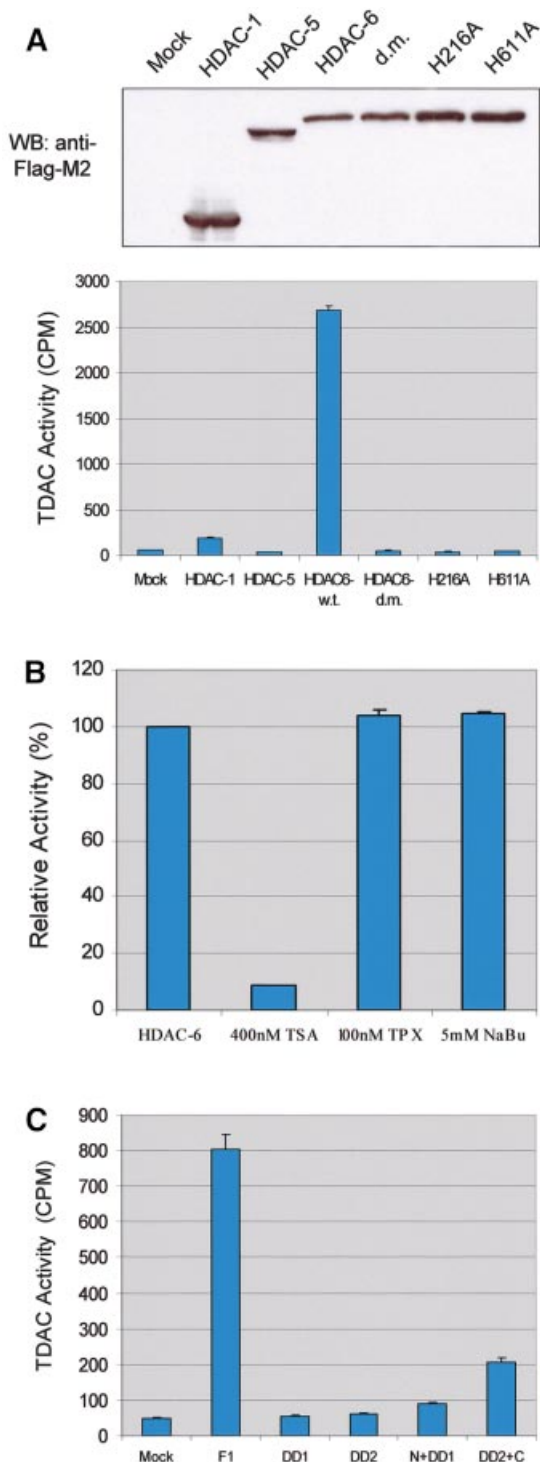 A
Mock HDAC-1 HDAC-5 HDAC-6 d.m. H216A H611A
WB: anti-
Flag-M2
TDAC Activity (CPM)
3000
2500
2000
1500
1000
500
0
Mock HDAC-1 HDAC-5 HDAC6- HDAC6- H216A H611A
w.t. d.m.
B
Relative Activity (%)
120
100
80
60
40
20
0
HDAC-6 400nM TSA 100nM TPX 5mM NaBu
C
TDAC Activity (CPM)
900
800
700
600
500
400
300
200
100
0
Mock F1 DD1 DD2 N+DD1 DD2+C